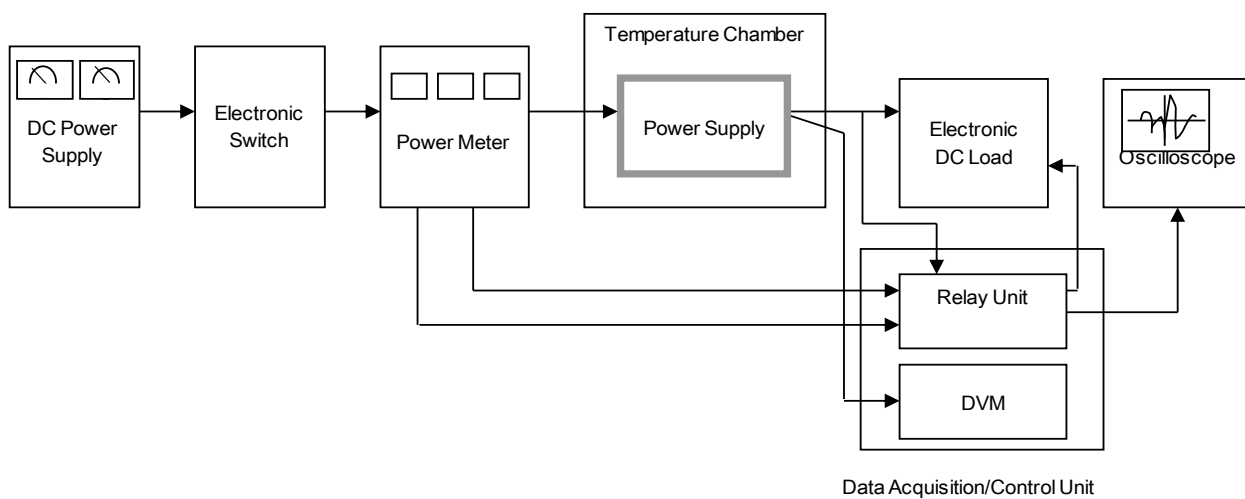 DC Power
Supply
Electronic
Switch
Power Meter
Temperature Chamber
Power Supply
Electronic
DC Load
Oscilloscope
Relay Unit
DVM
Data Acquisition/Control Unit